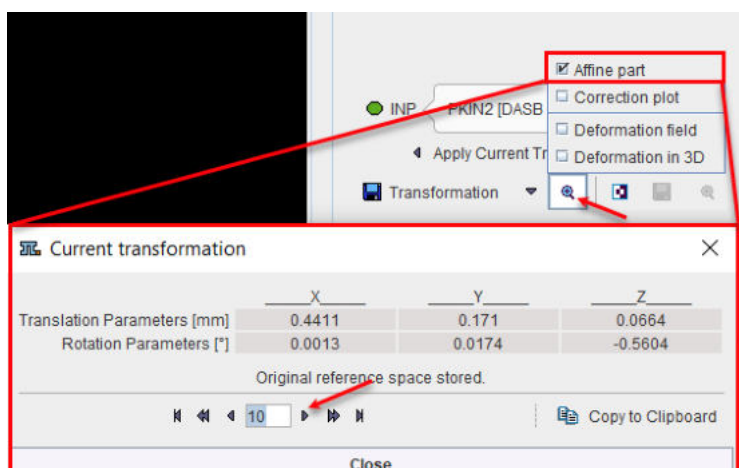 Affine part
Correction plot
INP PKIN2 [DASB
Deformation field
Apply Current Tr
Deformation in 3D
Transformation
Current transformation
X Y Z
Translation Parameters [mm] 0.4411 0.171 0.0664
Rotation Parameters [°] 0.0013 0.0174 -0.5604
Original reference space stored.
10 Copy to Clipboard
Close